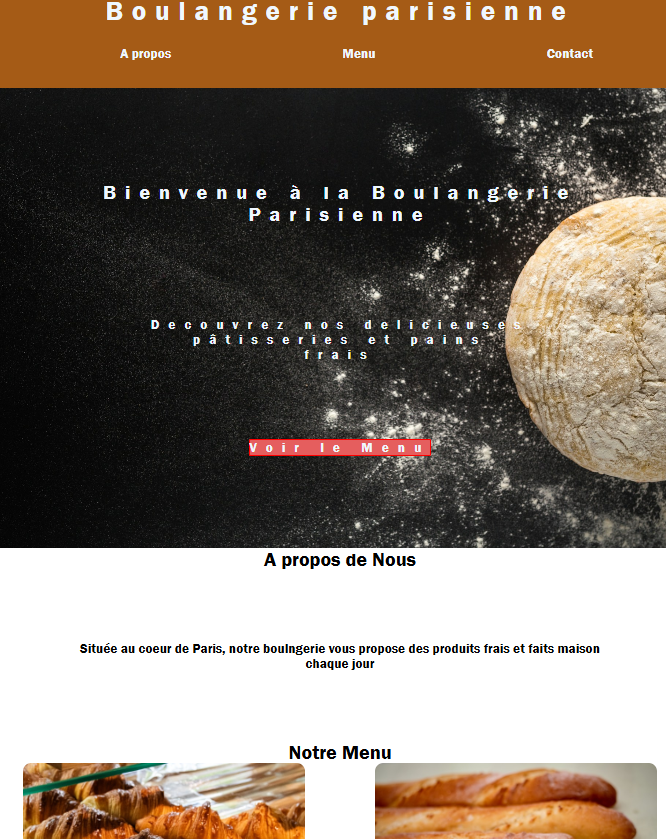 Boulangerie parisienne
A propos Menu Contact
Bienvenue à la Boulangerie
Parisienne
Decouvrez nos delicieuses
pâtisseries et pains
frais
Voir le Menu
A propos de Nous
Située au coeur de Paris, notre boulngerie vous propose des produits frais et faits maison
chaque jour
Notre Menu